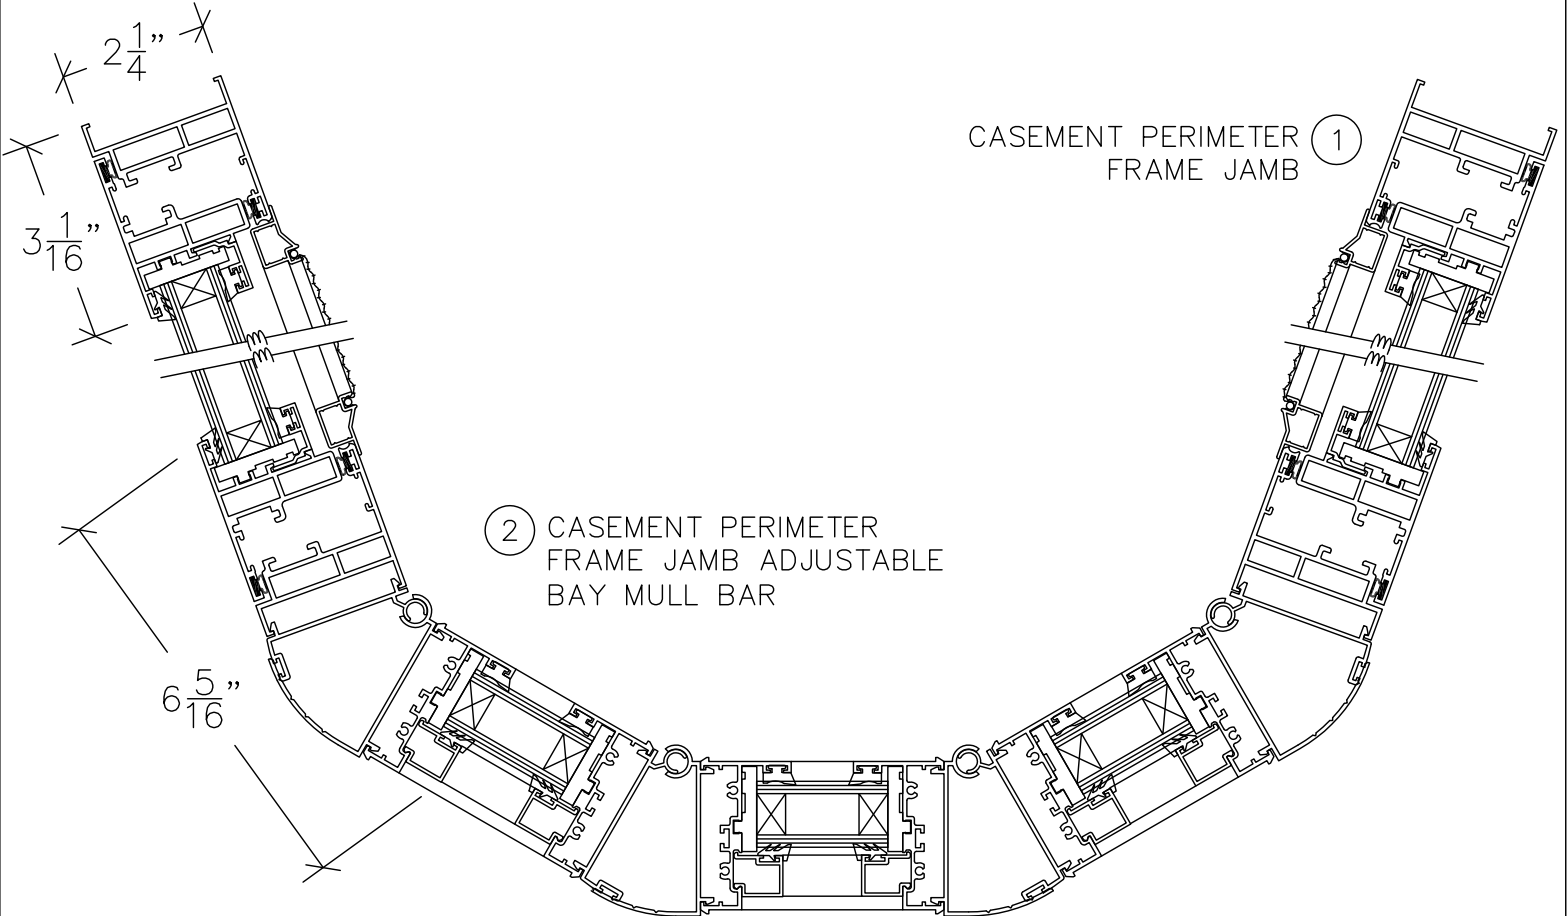 2 1/4"
CASEMENT PERIMETER 1
FRAME JAMB
3 1/16"
2 CASEMENT PERIMETER
FRAME JAMB ADJUSTABLE
BAY MULL BAR
6 5/16"